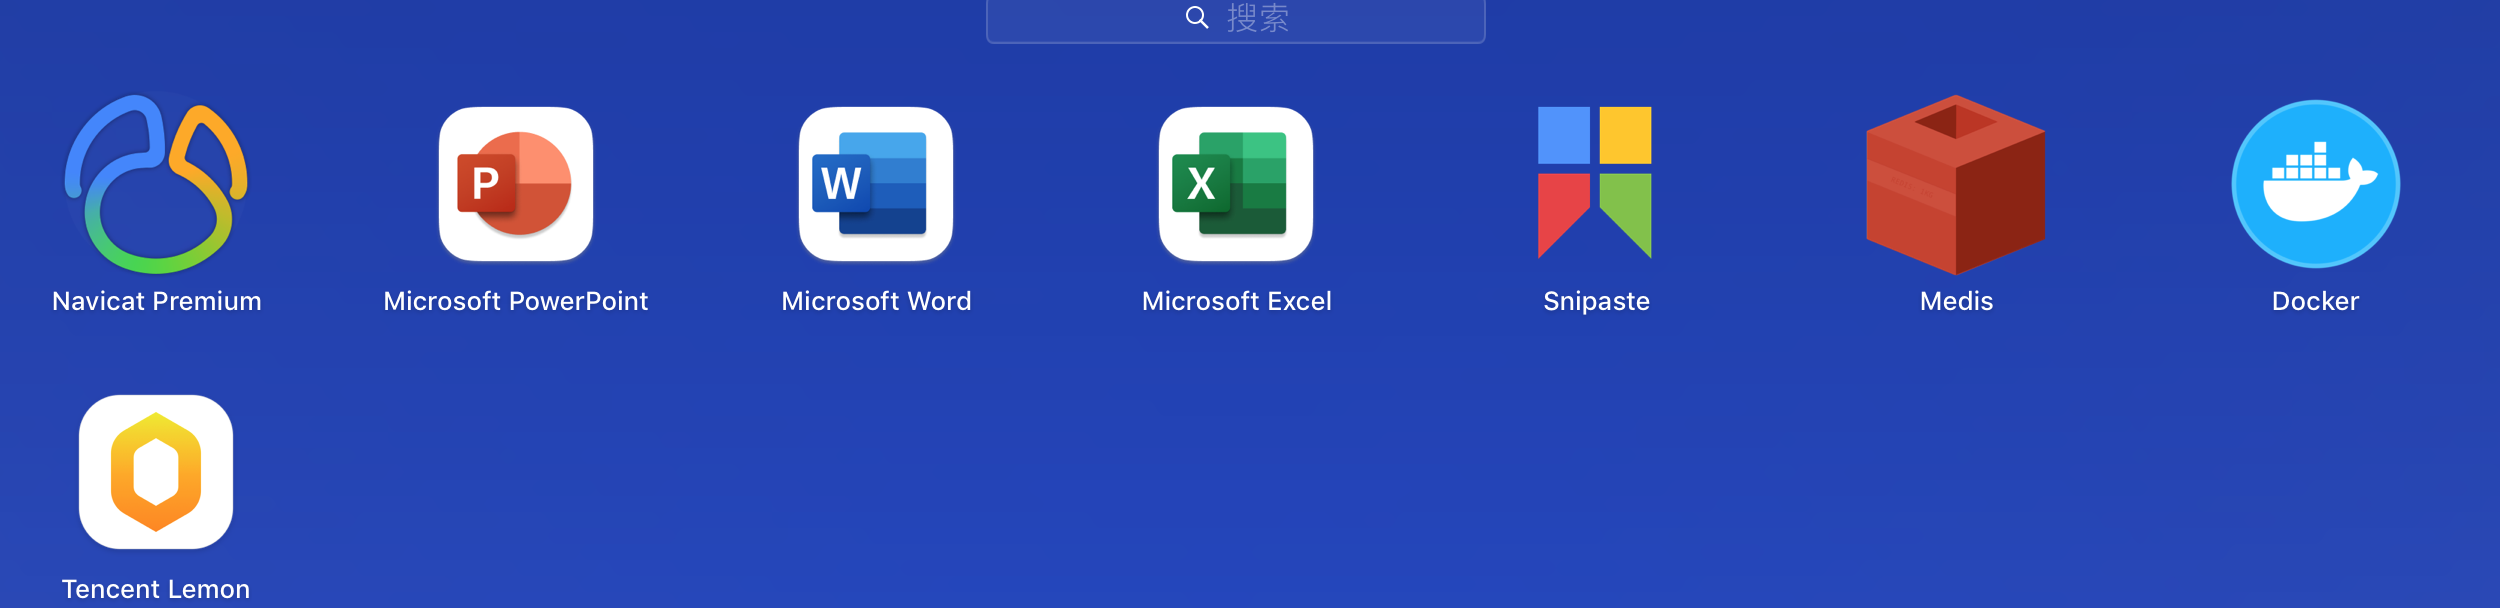 搜索
Navicat Premium
Microsoft PowerPoint
Microsoft Word
Microsoft Excel
Snipaste
Medis
Docker
P
W
X
Tencent Lemon